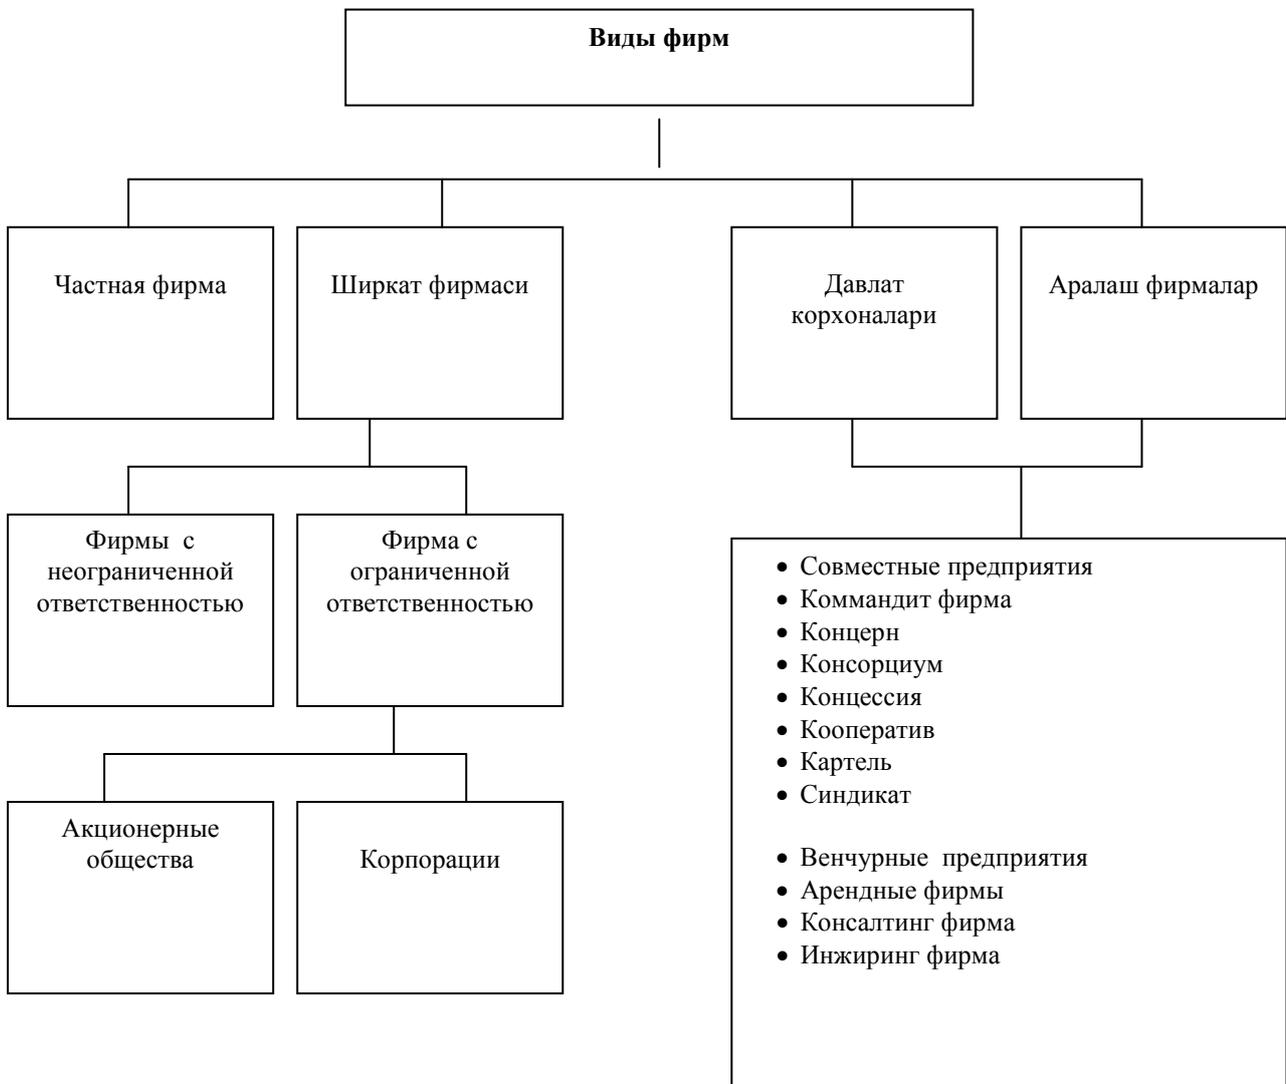 Виды фирм
Частная фирма
Ширкат фирмаси
Давлат
корхоналари
Аралаш фирмалар
Фирмы с
неограниченной
ответственностью
Фирма с
ограниченной
ответственностью
Акционерные
общества
Корпорации
• Совместные предприятия
• Коммандит фирма
• Концерн
• Консорциум
• Концессия
• Кооператив
• Картель
• Синдикат
• Венчурные предприятия
• Арендные фирмы
• Консалтинг фирма
• Инжиринг фирма